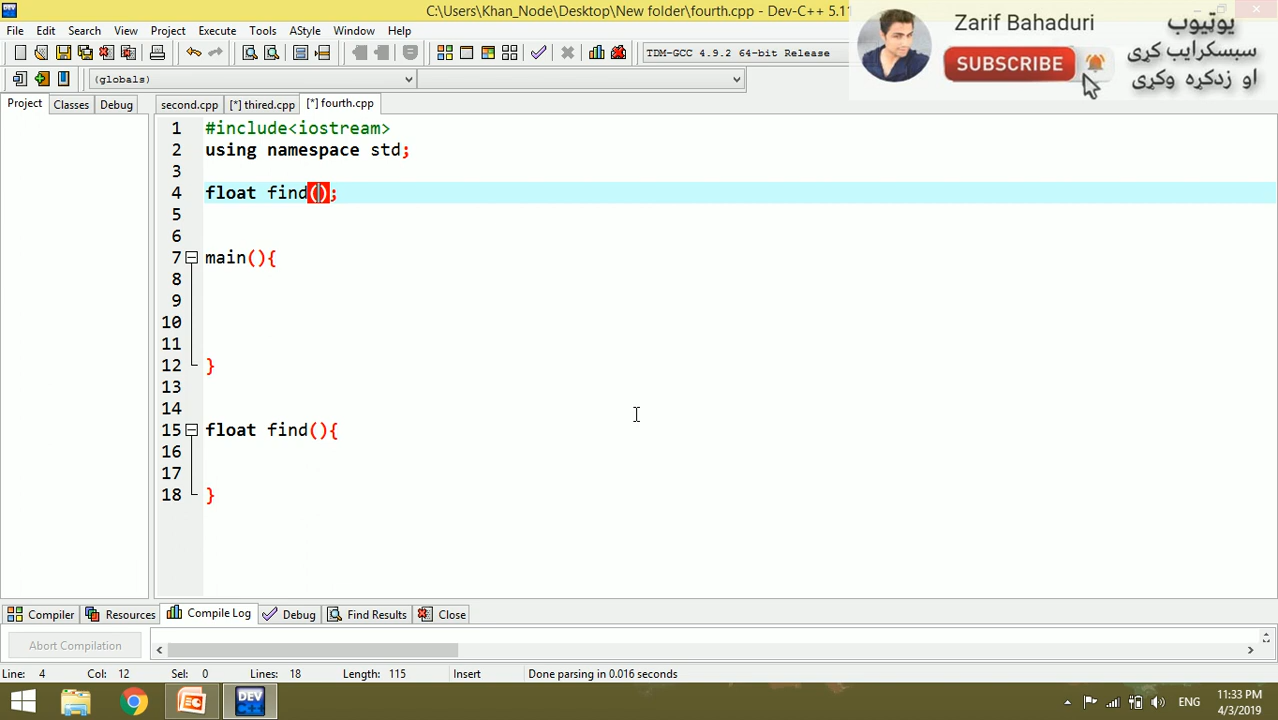 C:\Users\Khan_Node\Desktop\New folder\fourth.cpp - Dev-C++ 5.11
File Edit Search View Project Execute Tools AStyle Window Help
TDM-GCC 4.9.2 64-bit Release
(globals)
Zarif Bahaduri
SUBSCRIBE
یوټیوب
سبسکرایب کړی
او زدکړه وکړی
Project Classes Debug
second.cpp [*] thired.cpp [*] fourth.cpp
1 #include<iostream>
2 using namespace std;
3
4 float find();
5
6
7 main(){
8
9
10
11
12 }
13
14
15 float find(){
16
17
18 }
Compiler Resources Compile Log Debug Find Results Close
Abort Compilation
Line: 4 Col: 12 Sel: 0 Lines: 18 Length: 115 Insert Done parsing in 0.016 seconds
DEV
ENG
11:33 PM
4/3/2019